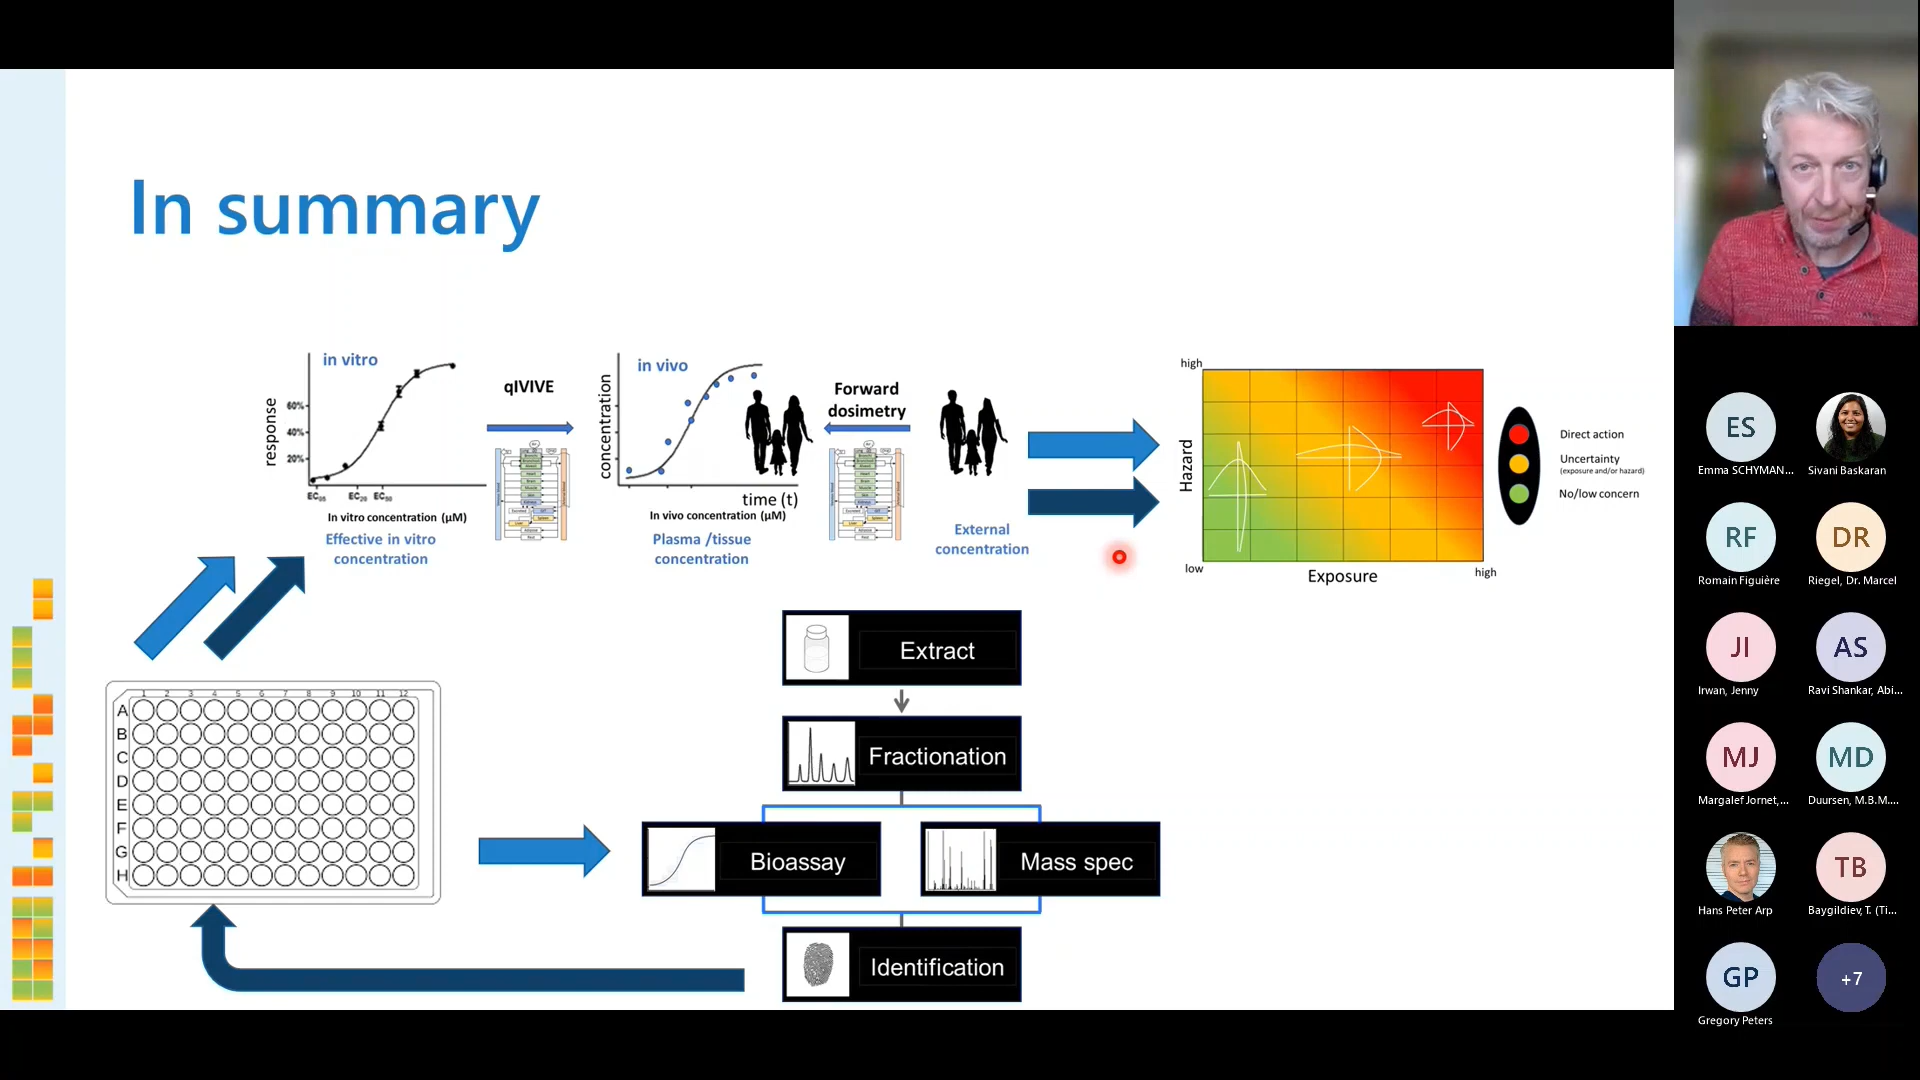 In summary
in vitro
response
60%
40%
20%
EC05
EC20
EC50
In vitro concentration (µM)
Effective in vitro
concentration
qIVIVE
in vivo
concentration
time (t)
In vivo concentration (µM)
Plasma /tissue
concentration
Forward
dosimetry
External
concentration
high
Hazard
low
Exposure
high
Direct action
Uncertainty
(exposure and/or hazard)
No/low concern
1 2 3 4 5 6 7 8 9 10 11 12
A
B
C
D
E
F
G
H
Extract
Fractionation
Bioassay
Mass spec
Identification
ES
Emma SCHYMAN...
Sivani Baskaran
RF
Romain Figuière
DR
Riegel, Dr. Marcel
JI
Irwan, Jenny
AS
Ravi Shankar, Abi...
MJ
Margalef Jornet,...
MD
Duursen, M.B.M....
Hans Peter Arp
TB
Baygildiev, T. (Ti...
GP
Gregory Peters
+7